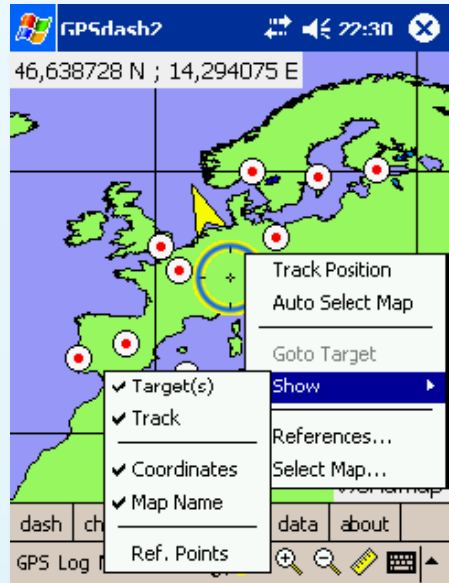 GPSdash2 22:30
46,638728 N ; 14,294075 E
Track Position
Auto Select Map
Goto Target
Show
References...
Select Map...
Target(s)
Track
Coordinates
Map Name
Ref. Points
dash data about
GPS Log